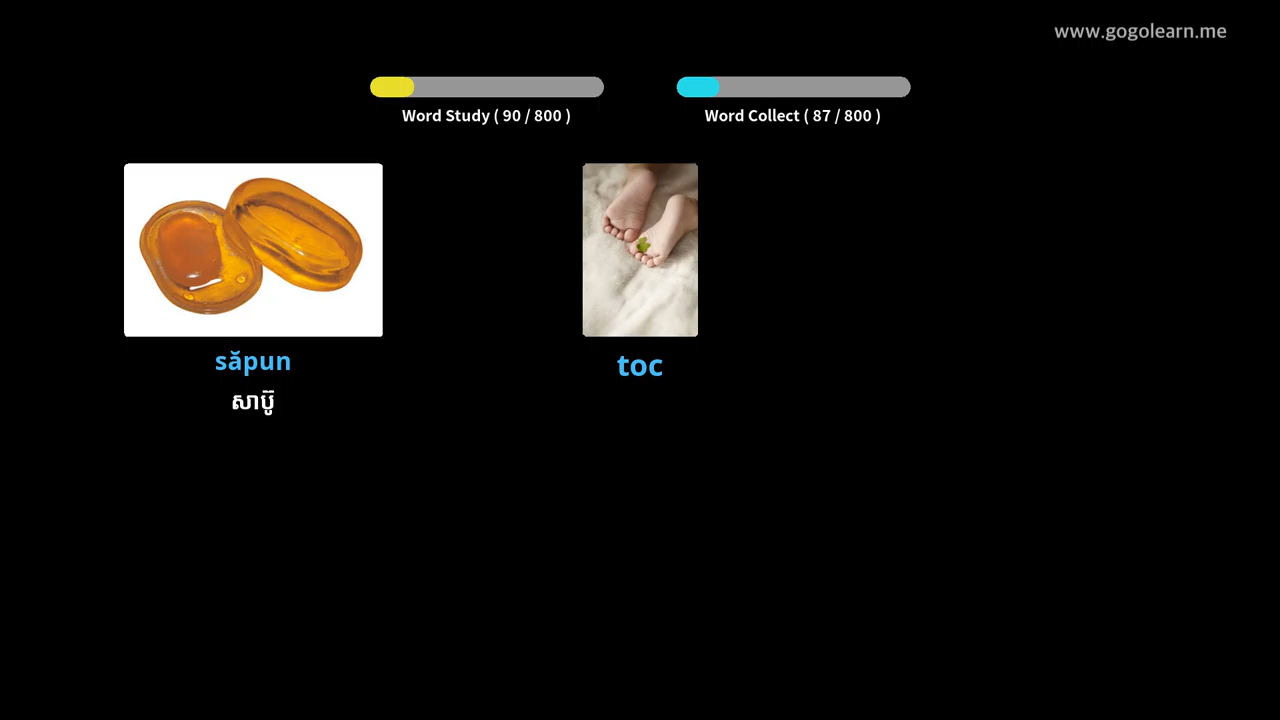 www.gogolearn.me
Word Study ( 90 / 800 )
Word Collect ( 87 / 800 )
săpun
សាប៊ូ
toc